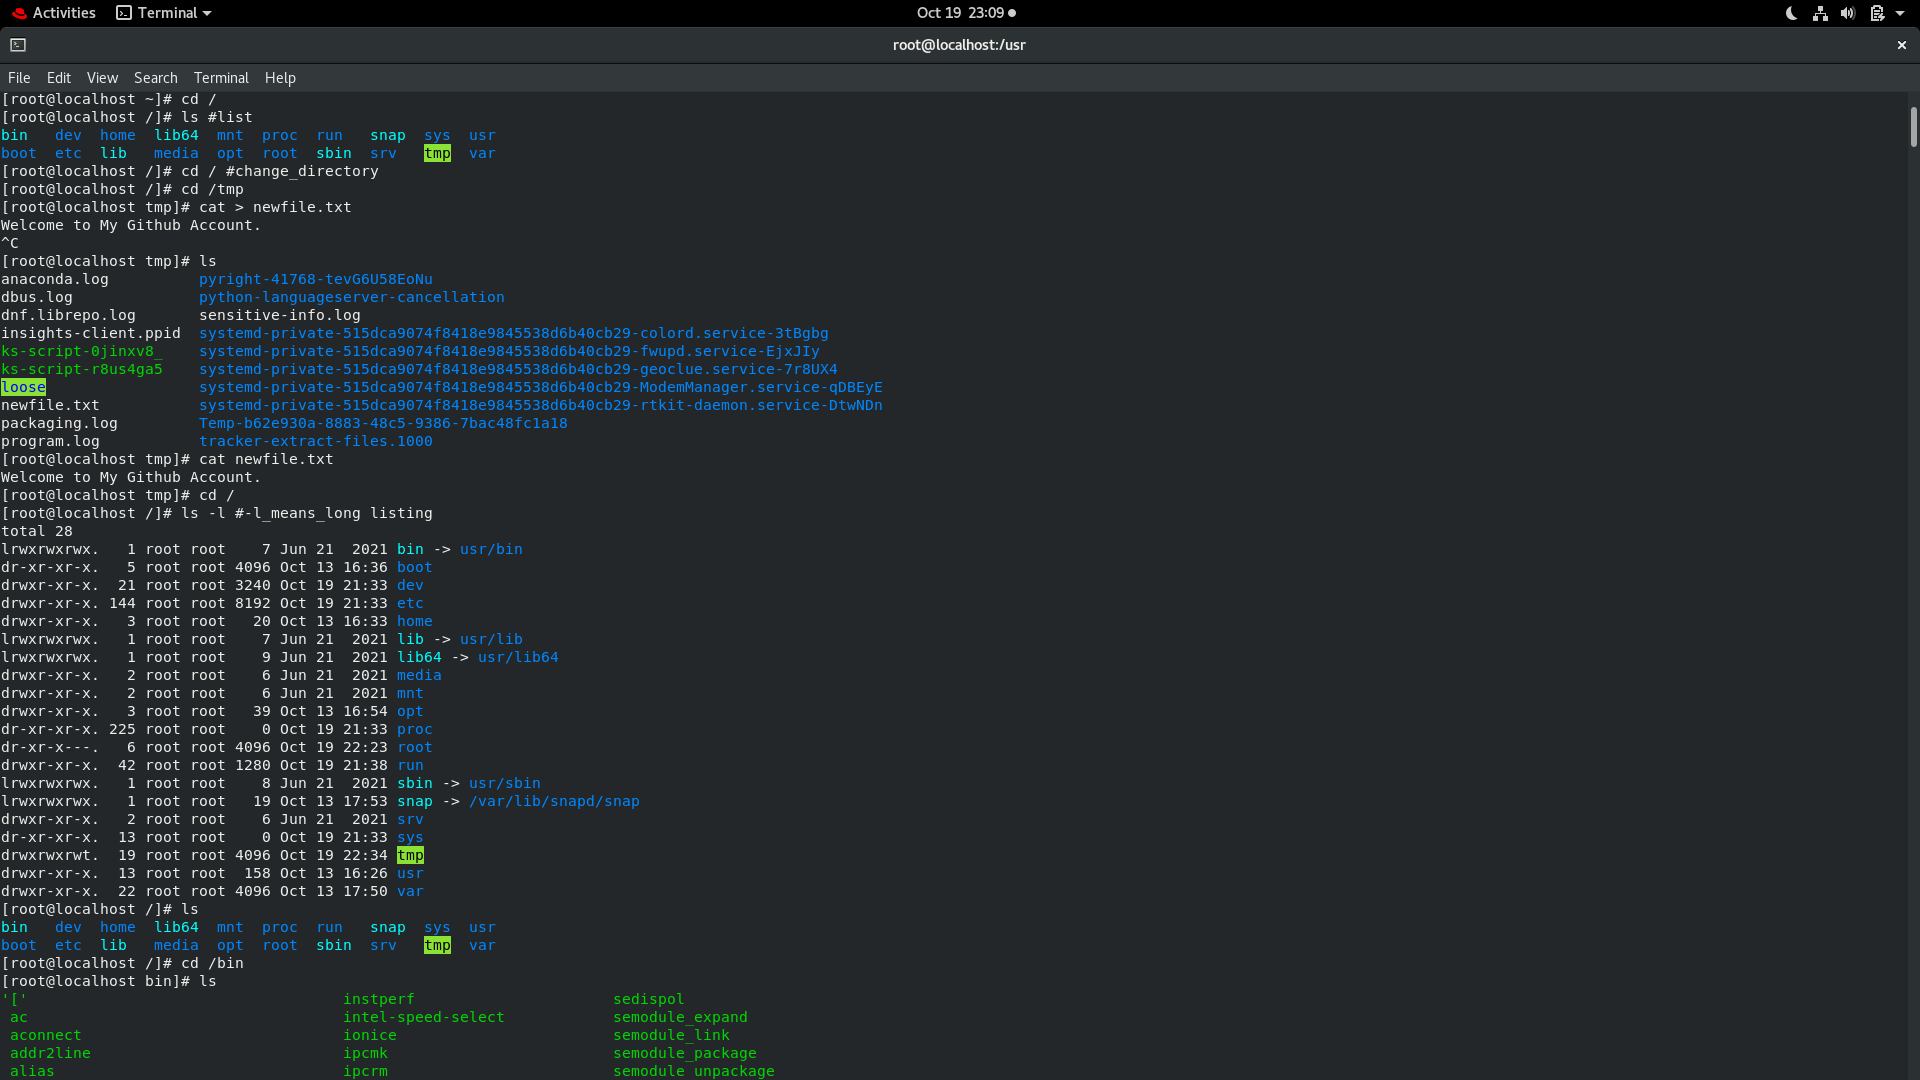 Activities Terminal Oct 19 23:09
root@localhost:/usr
File Edit View Search Terminal Help
[root@localhost ~]# cd /
[root@localhost /]# ls #list
bin   dev  home  lib64  mnt  proc  run   snap  sys  usr
boot  etc  lib   media  opt  root  sbin  srv   tmp  var
[root@localhost /]# cd / #change_directory
[root@localhost /]# cd /tmp
[root@localhost tmp]# cat > newfile.txt
Welcome to My Github Account.
^C
[root@localhost tmp]# ls
anaconda.log          pyright-41768-tevG6U58EoNu
dbus.log              python-languageserver-cancellation
dnf.librepo.log       sensitive-info.log
insights-client.ppid  systemd-private-515dca9074f8418e9845538d6b40cb29-colord.service-3tBgbg
ks-script-0jinxv8_    systemd-private-515dca9074f8418e9845538d6b40cb29-fwupd.service-EjxJIy
ks-script-r8us4ga5    systemd-private-515dca9074f8418e9845538d6b40cb29-geoclue.service-7r8UX4
loose                 systemd-private-515dca9074f8418e9845538d6b40cb29-ModemManager.service-qDBEyE
newfile.txt           systemd-private-515dca9074f8418e9845538d6b40cb29-rtkit-daemon.service-DtwNDn
packaging.log         Temp-b62e930a-8883-48c5-9386-7bac48fc1a18
program.log           tracker-extract-files.1000
[root@localhost tmp]# cat newfile.txt
Welcome to My Github Account.
[root@localhost tmp]# cd /
[root@localhost /]# ls -l #-l_means_long listing
total 28
lrwxrwxrwx.   1 root root    7 Jun 21  2021 bin -> usr/bin
dr-xr-xr-x.   5 root root 4096 Oct 13 16:36 boot
drwxr-xr-x.  21 root root 3240 Oct 19 21:33 dev
drwxr-xr-x. 144 root root 8192 Oct 19 21:33 etc
drwxr-xr-x.   3 root root   20 Oct 13 16:33 home
lrwxrwxrwx.   1 root root    7 Jun 21  2021 lib -> usr/lib
lrwxrwxrwx.   1 root root    9 Jun 21  2021 lib64 -> usr/lib64
drwxr-xr-x.   2 root root    6 Jun 21  2021 media
drwxr-xr-x.   2 root root    6 Jun 21  2021 mnt
drwxr-xr-x.   3 root root   39 Oct 13 16:54 opt
dr-xr-xr-x. 225 root root    0 Oct 19 21:33 proc
dr-xr-x---.   6 root root 4096 Oct 19 22:23 root
drwxr-xr-x.  42 root root 1280 Oct 19 21:38 run
lrwxrwxrwx.   1 root root    8 Jun 21  2021 sbin -> usr/sbin
lrwxrwxrwx.   1 root root   19 Oct 13 17:53 snap -> /var/lib/snapd/snap
drwxr-xr-x.   2 root root    6 Jun 21  2021 srv
dr-xr-xr-x.  13 root root    0 Oct 19 21:33 sys
drwxrwxrwt.  19 root root 4096 Oct 19 22:34 tmp
drwxr-xr-x.  13 root root  158 Oct 13 16:26 usr
drwxr-xr-x.  22 root root 4096 Oct 13 17:50 var
[root@localhost /]# ls
bin   dev  home  lib64  mnt  proc  run   snap  sys  usr
boot  etc  lib   media  opt  root  sbin  srv   tmp  var
[root@localhost /]# cd /bin
[root@localhost bin]# ls
'['                                   instperf                      sedispol
 ac                                   intel-speed-select            semodule_expand
 aconnect                             ionice                        semodule_link
 addr2line                            ipcmk                         semodule_package
 alias                                ipcrm                         semodule_unpackage